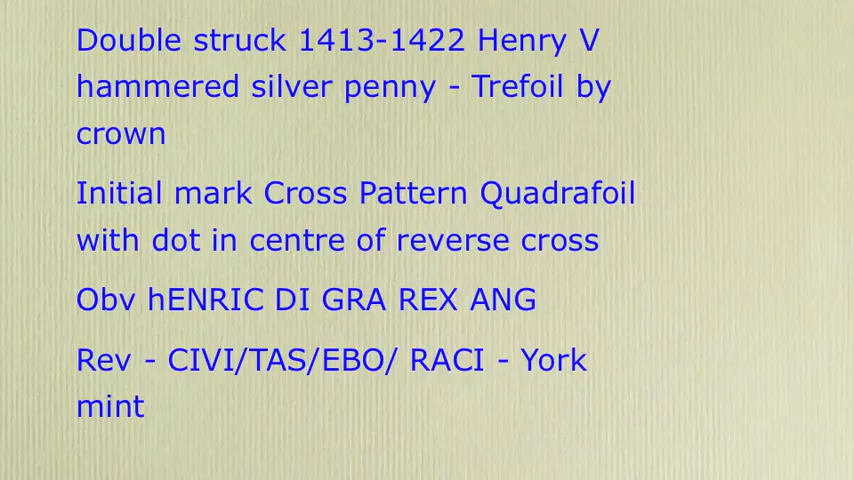 Double struck 1413-1422 Henry V
hammered silver penny - Trefoil by
crown
Initial mark Cross Pattern Quadrafoil
with dot in centre of reverse cross
Obv hENRIC DI GRA REX ANG
Rev - CIVI/TAS/EBO/ RACI - York
mint